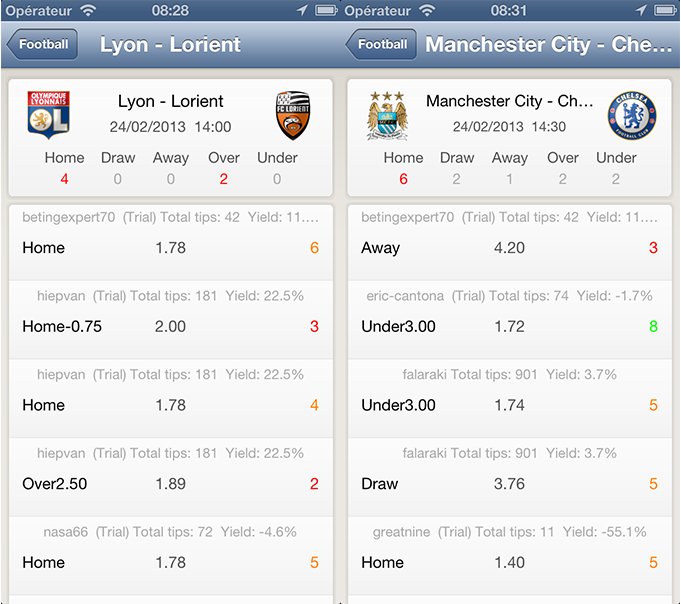 Opérateur 08:28
Football Lyon - Lorient
OLYMPIQUE
LYONNAIS
OL
FC LORIENT
Lyon - Lorient
24/02/2013 14:00
Home Draw Away Over Under
4 0 0 2 0
betingexpert70 (Trial) Total tips: 42 Yield: 11....
Home 1.78 6
hiepvan (Trial) Total tips: 181 Yield: 22.5%
Home-0.75 2.00 3
hiepvan (Trial) Total tips: 181 Yield: 22.5%
Home 1.78 4
hiepvan (Trial) Total tips: 181 Yield: 22.5%
Over2.50 1.89 2
nasa66 (Trial) Total tips: 72 Yield: -4.6%
Home 1.78 5
Opérateur 08:31
Football Manchester City - Che...
CHELSEA
FOOTBALL CLUB
Manchester City - Ch...
24/02/2013 14:30
Home Draw Away Over Under
6 2 1 2 2
betingexpert70 (Trial) Total tips: 42 Yield: 11....
Away 4.20 3
eric-cantona (Trial) Total tips: 74 Yield: -1.7%
Under3.00 1.72 8
falaraki Total tips: 901 Yield: 3.7%
Under3.00 1.74 5
falaraki Total tips: 901 Yield: 3.7%
Draw 3.76 5
greatnine (Trial) Total tips: 11 Yield: -55.1%
Home 1.40 5